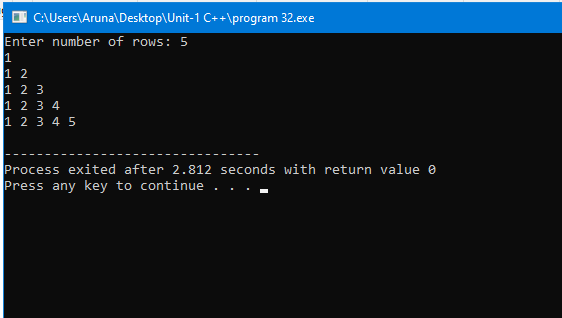 C:\Users\Aruna\Desktop\Unit-1 C++\program 32.exe
Enter number of rows: 5
1
1 2
1 2 3
1 2 3 4
1 2 3 4 5
--------------------------------
Process exited after 2.812 seconds with return value 0
Press any key to continue . . .